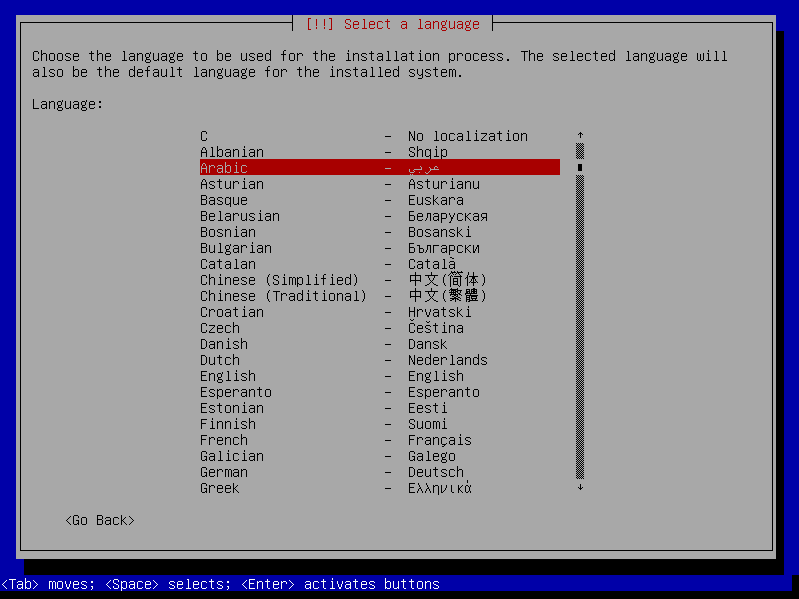 [!!] Select a language
Choose the language to be used for the installation process. The selected language will
also be the default language for the installed system.
Language:
C - No localization
Albanian - Shqip
Arabic - عربي
Asturian - Asturianu
Basque - Euskara
Belarusian - Беларуская
Bosnian - Bosanski
Bulgarian - Български
Catalan - Català
Chinese (Simplified) - 中文(简体)
Chinese (Traditional) - 中文(繁體)
Croatian - Hrvatski
Czech - Čeština
Danish - Dansk
Dutch - Nederlands
English - English
Esperanto - Esperanto
Estonian - Eesti
Finnish - Suomi
French - Français
Galician - Galego
German - Deutsch
Greek - Ελληνικά
<Go Back>
<Tab> moves; <Space> selects; <Enter> activates buttons